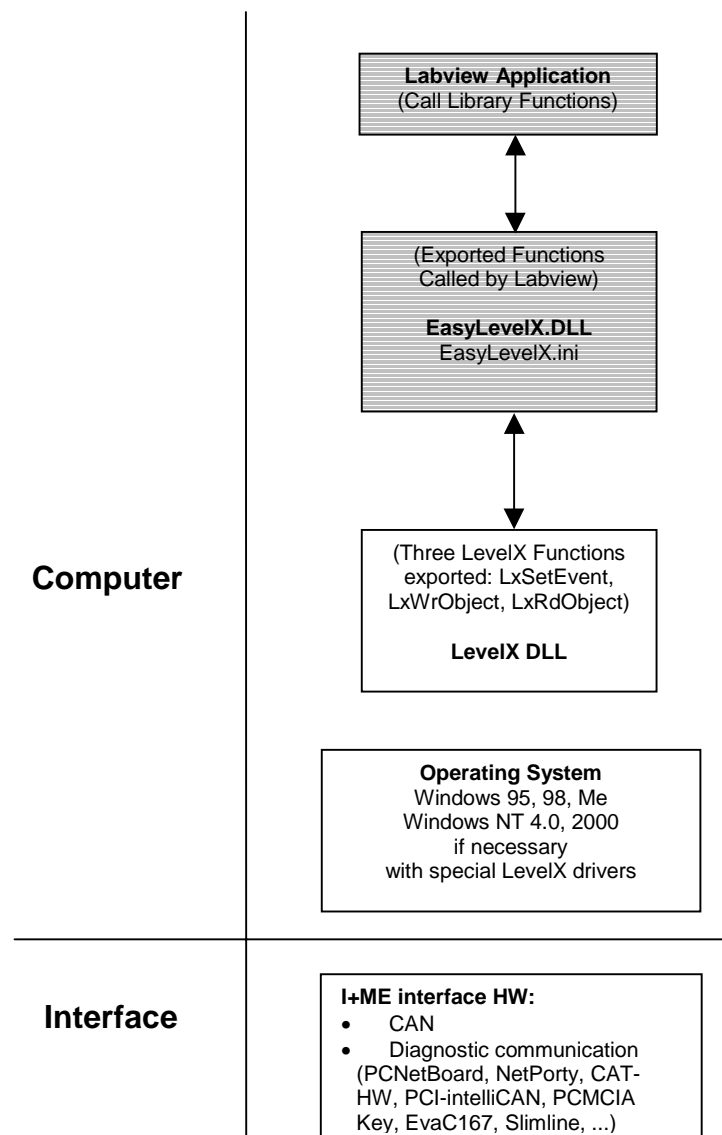 Labview Application
(Call Library Functions)
(Exported Functions
Called by Labview)
EasyLevelX.DLL
EasyLevelX.ini
Computer
(Three LevelX Functions
exported: LxSetEvent,
LxWrObject, LxRdObject)
LevelX DLL
Operating System
Windows 95, 98, Me
Windows NT 4.0, 2000
if necessary
with special LevelX drivers
Interface
I+ME interface HW:
• CAN
• Diagnostic communication
(PCNetBoard, NetPorty, CAT-
HW, PCI-intelliCAN, PCMCIA
Key, EvaC167, Slimline, ...)